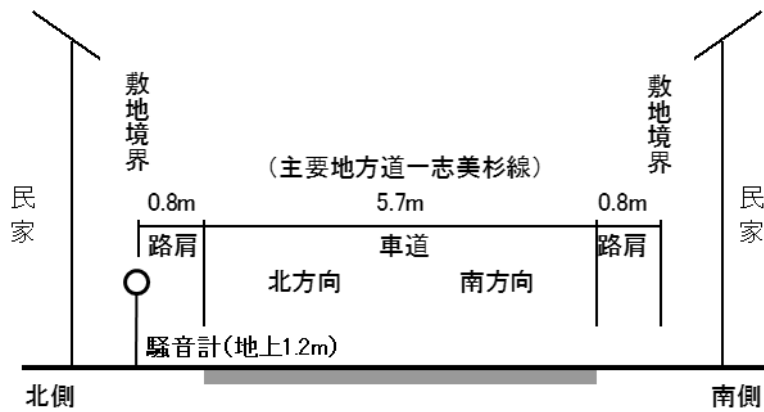 敷地境界
敷地境界
(主要地方道一志美杉線)
民家
0.8m
5.7m
0.8m
民家
路肩
車道
路肩
北方向
南方向
騒音計(地上1.2m)
北側
南側